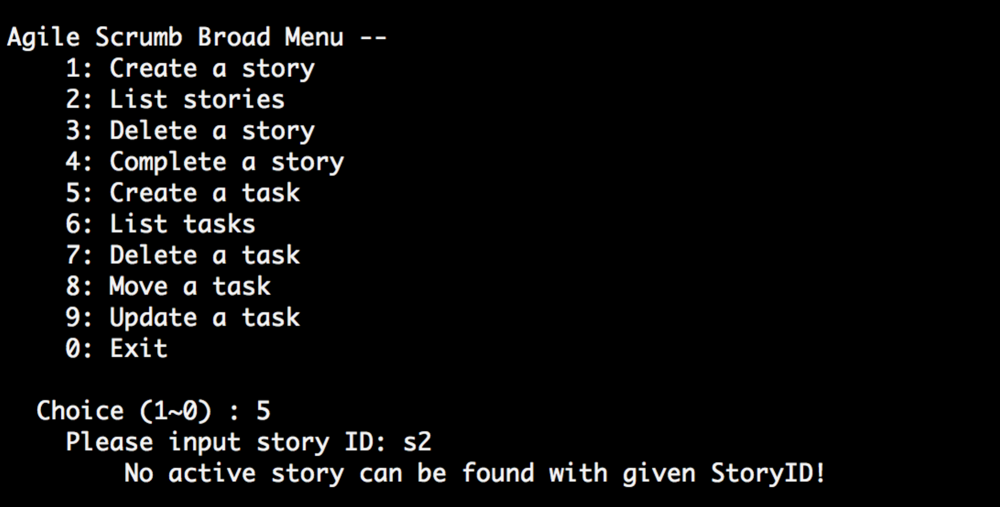 Agile Scrumb Broad Menu --
1: Create a story
2: List stories
3: Delete a story
4: Complete a story
5: Create a task
6: List tasks
7: Delete a task
8: Move a task
9: Update a task
0: Exit
Choice (1~0) : 5
Please input story ID: s2
No active story can be found with given StoryID!